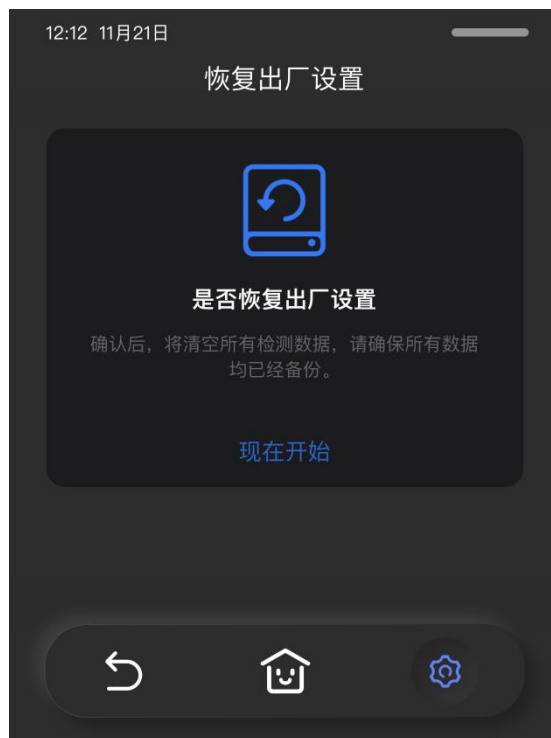 12:12 11月21日
恢复出厂设置
是否恢复出厂设置
确认后，将清空所有检测数据，请确保所有数据
均已经备份。
现在开始